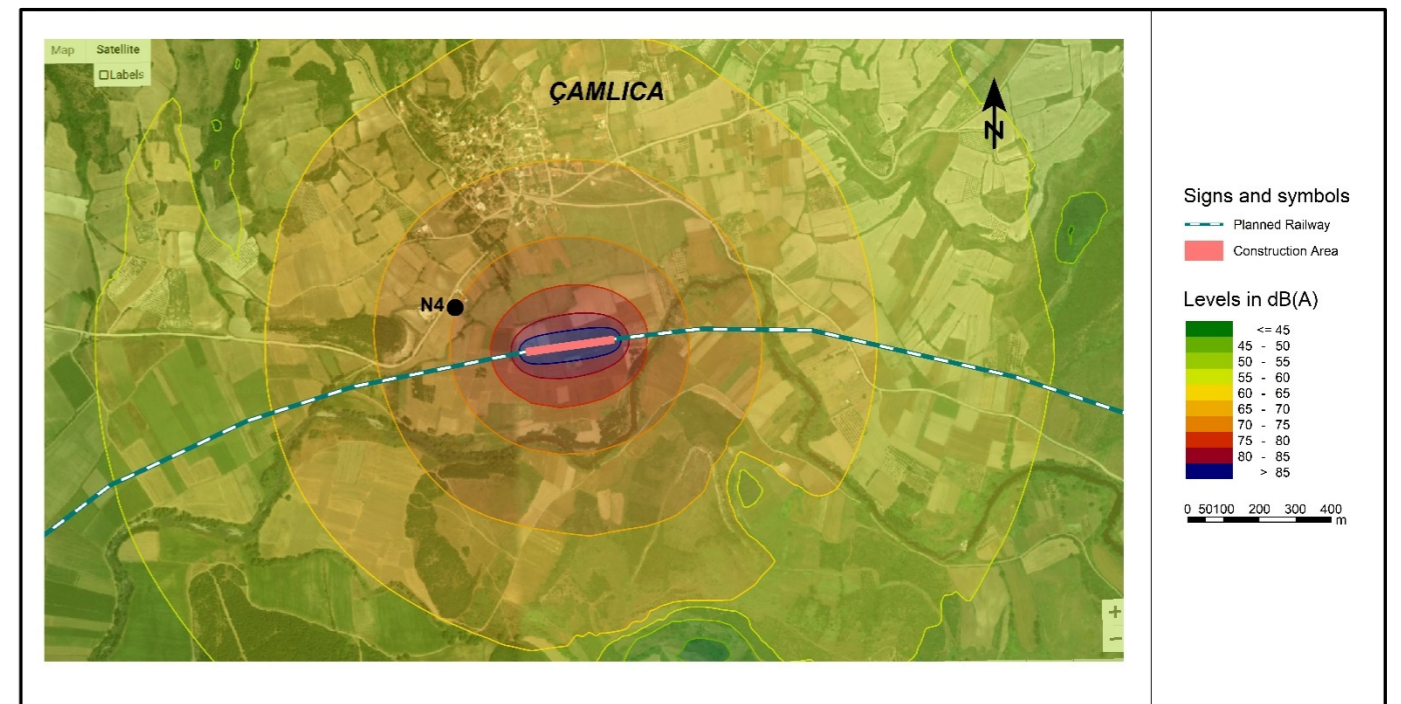 Map Satellite
Labels
ÇAMLICA
N
N4
+
−
Signs and symbols
Planned Railway
Construction Area
Levels in dB(A)
<= 45
45 - 50
50 - 55
55 - 60
60 - 65
65 - 70
70 - 75
75 - 80
80 - 85
> 85
0 50100 200 300 400
m